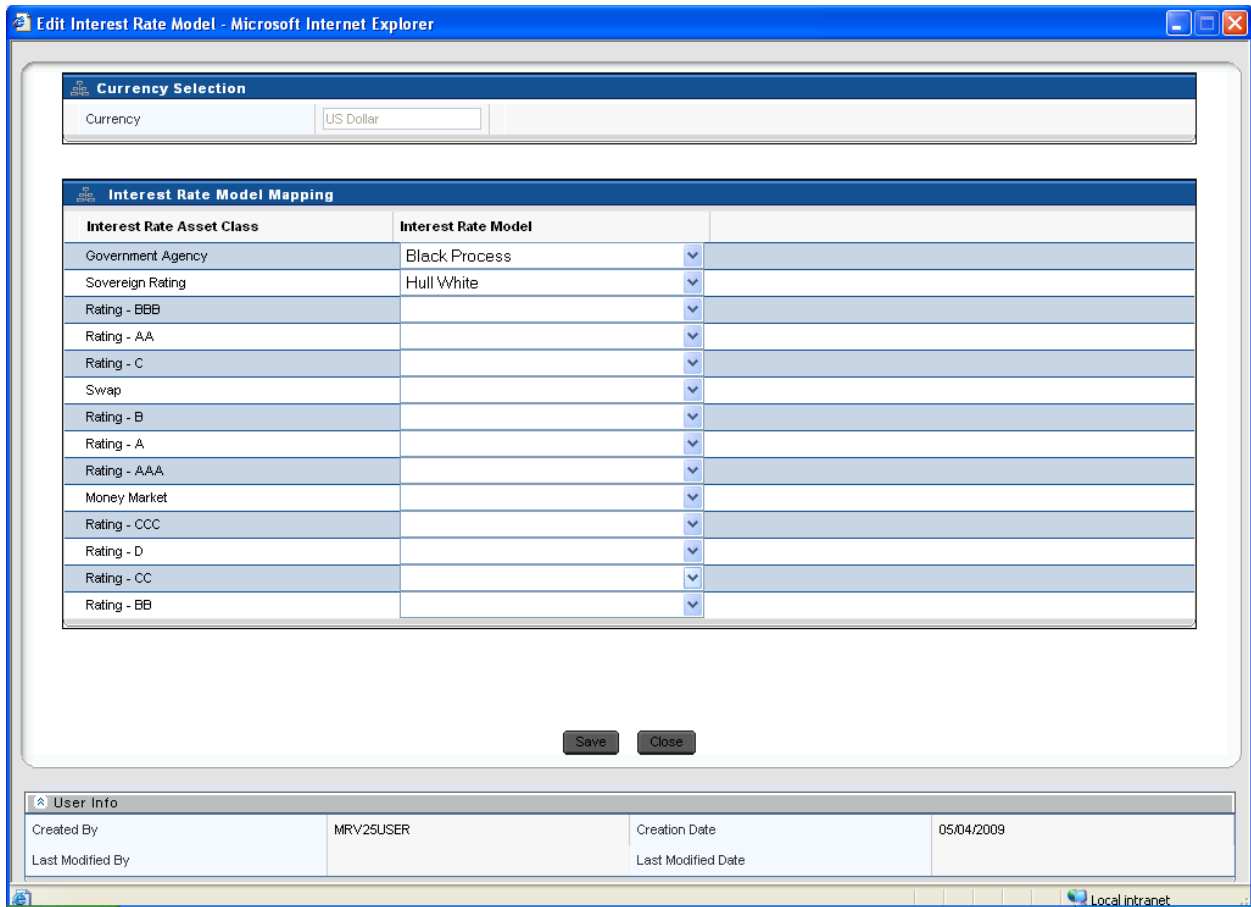 Edit Interest Rate Model - Microsoft Internet Explorer
Currency Selection
Currency US Dollar
Interest Rate Model Mapping
Interest Rate Asset Class Interest Rate Model
Government Agency Black Process
Sovereign Rating Hull White
Rating - BBB
Rating - AA
Rating - C
Swap
Rating - B
Rating - A
Rating - AAA
Money Market
Rating - CCC
Rating - D
Rating - CC
Rating - BB
Save Close
User Info
Created By MRV25USER Creation Date 05/04/2009
Last Modified By Last Modified Date
Local intranet